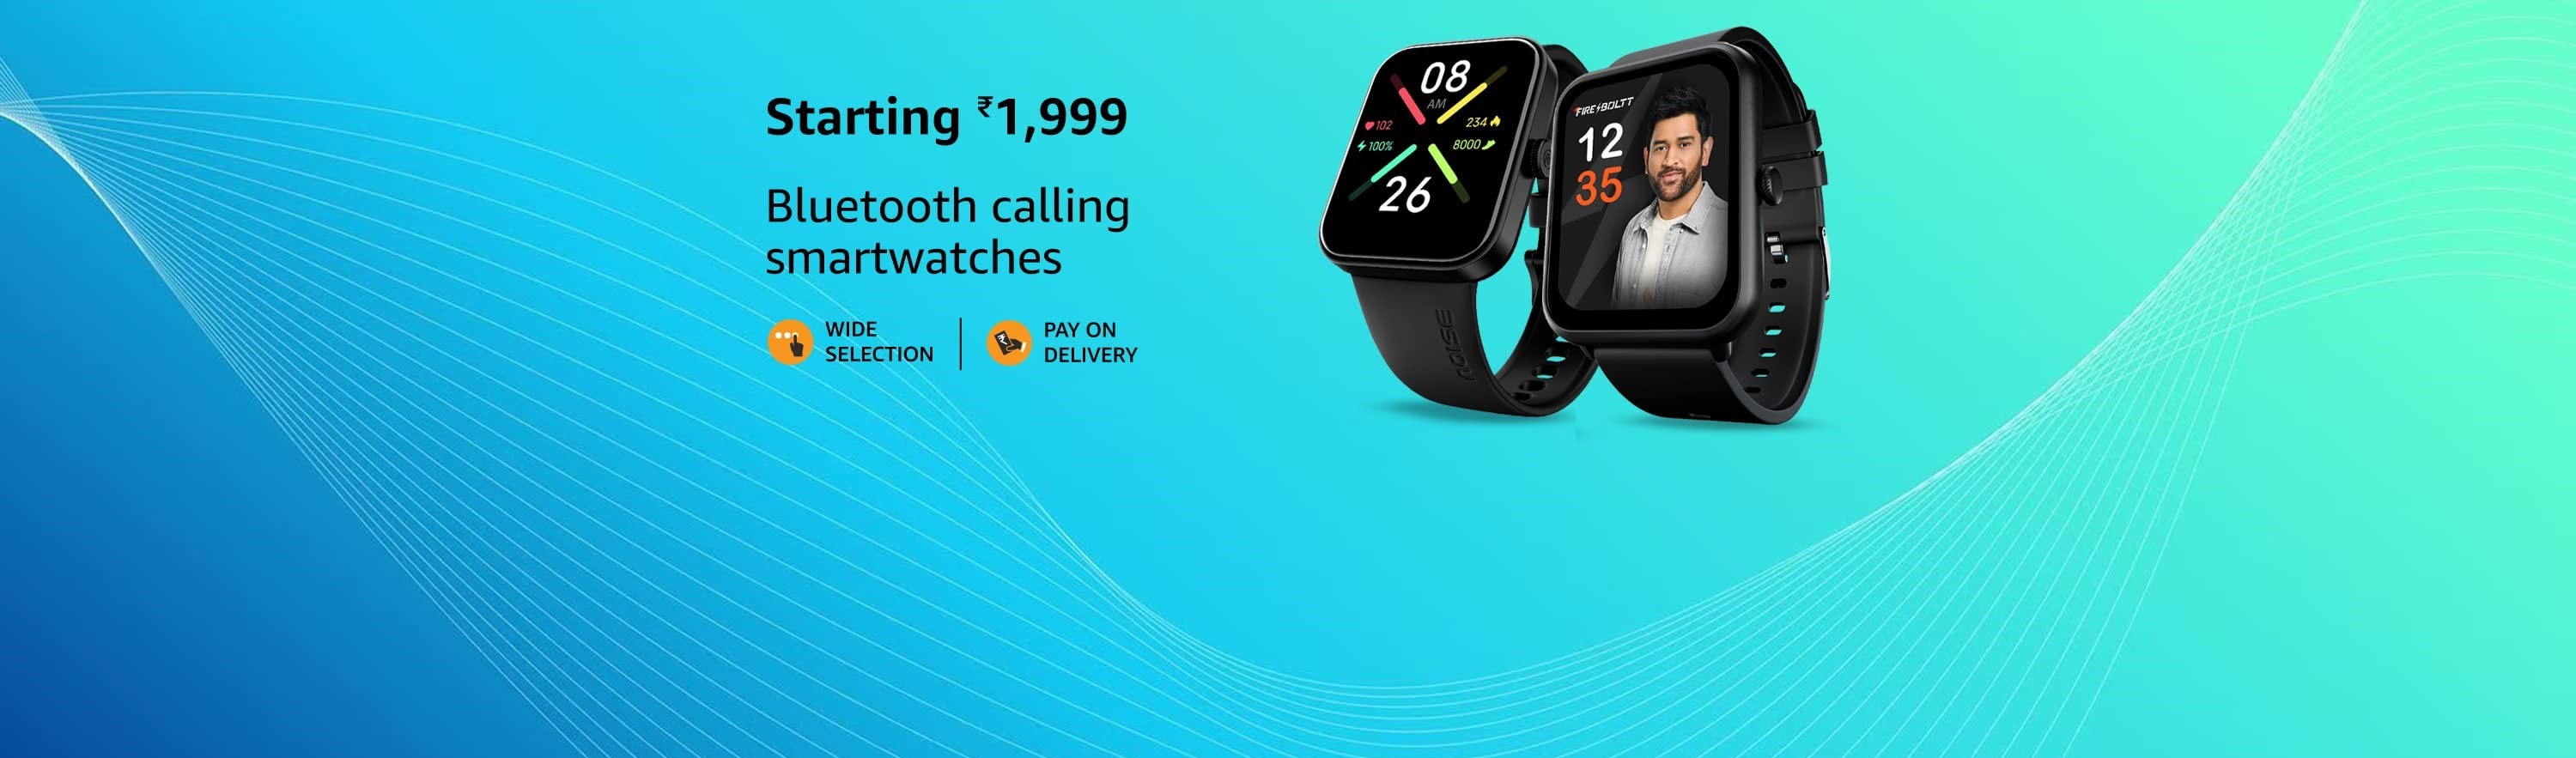 Starting ₹1,999
Bluetooth calling
smartwatches
WIDE
SELECTION
PAY ON
DELIVERY
08
AM
102
234
100%
8000
26
NOISE
FIRE-BOLTT
12
35